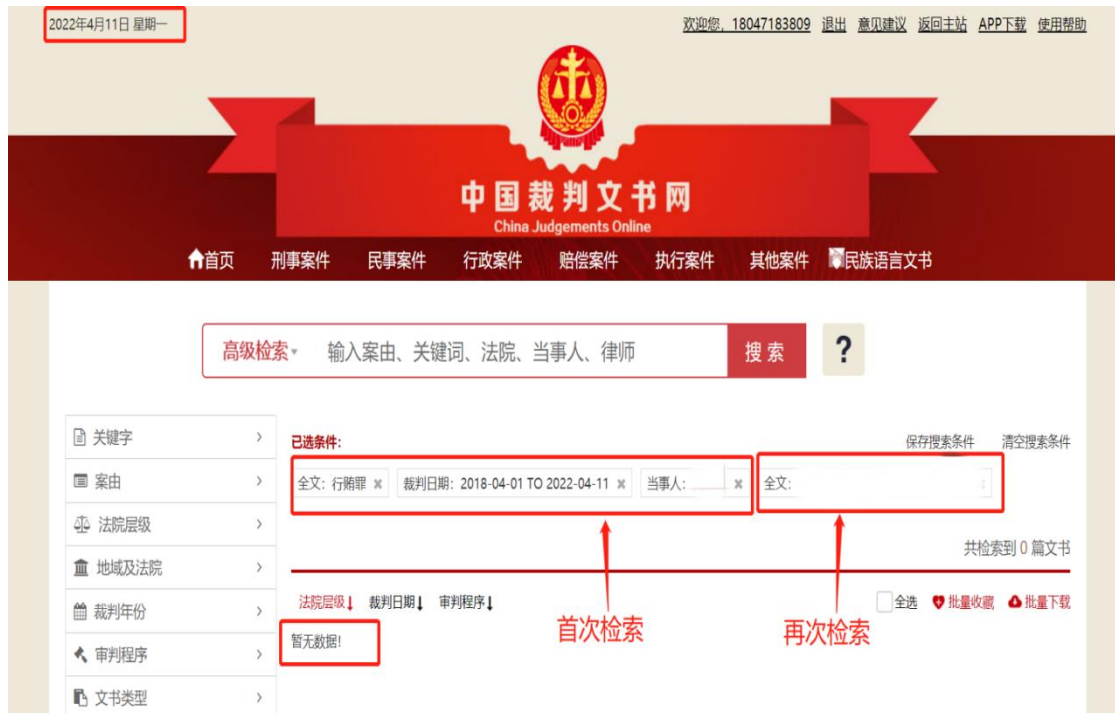 2022年4月11日 星期一
欢迎您，18047183809 退出 意见建议 返回主站 APP下载 使用帮助
中国裁判文书网
China Judgements Online
首页 刑事案件 民事案件 行政案件 赔偿案件 执行案件 其他案件 民族语言文书
高级检索 输入案由、关键词、法院、当事人、律师 搜索 ?
关键字
案由
法院层级
地域及法院
裁判年份
审判程序
文书类型
已选条件：
保存搜索条件 清空搜索条件
全文：行贿罪 × 裁判日期：2018-04-01 TO 2022-04-11 × 当事人： × 全文：
共检索到 0 篇文书
法院层级 裁判日期 审判程序
全选 批量收藏 批量下载
暂无数据!
首次检索
再次检索